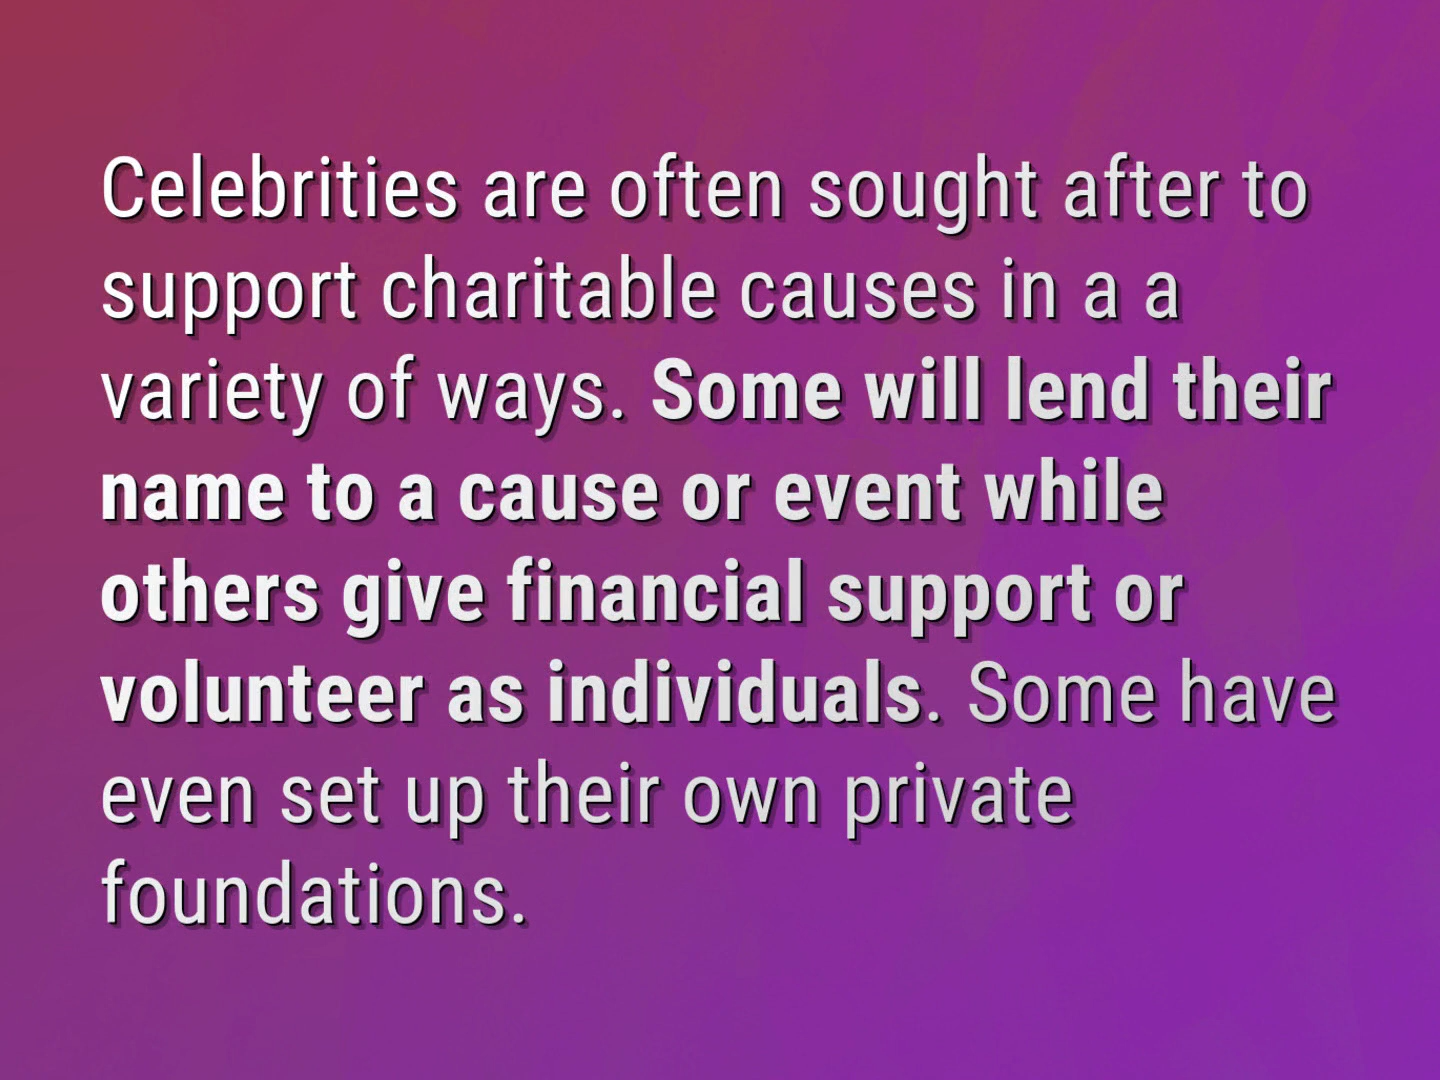 Celebrities are often sought after to
support charitable causes in a a
variety of ways. Some will lend their
name to a cause or event while
others give financial support or
volunteer as individuals. Some have
even set up their own private
foundations.